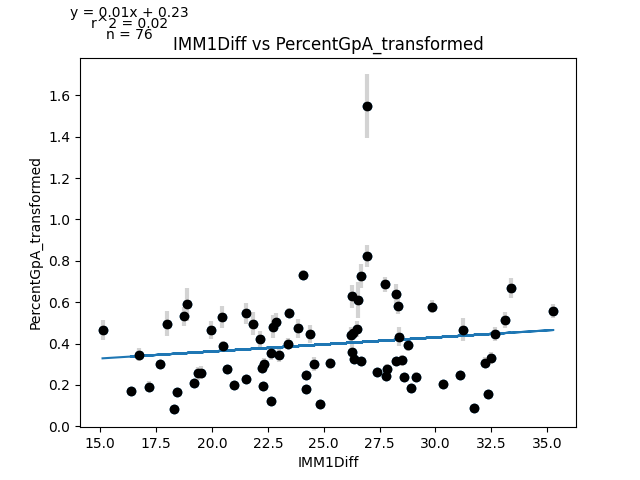 y = 0.01x + 0.23
r^2 = 0.02
n = 76
IMM1Diff vs PercentGpA_transformed
PercentGpA_transformed
1.6
1.4
1.2
1.0
0.8
0.6
0.4
0.2
0.0
15.0 17.5 20.0 22.5 25.0 27.5 30.0 32.5 35.0
IMM1Diff